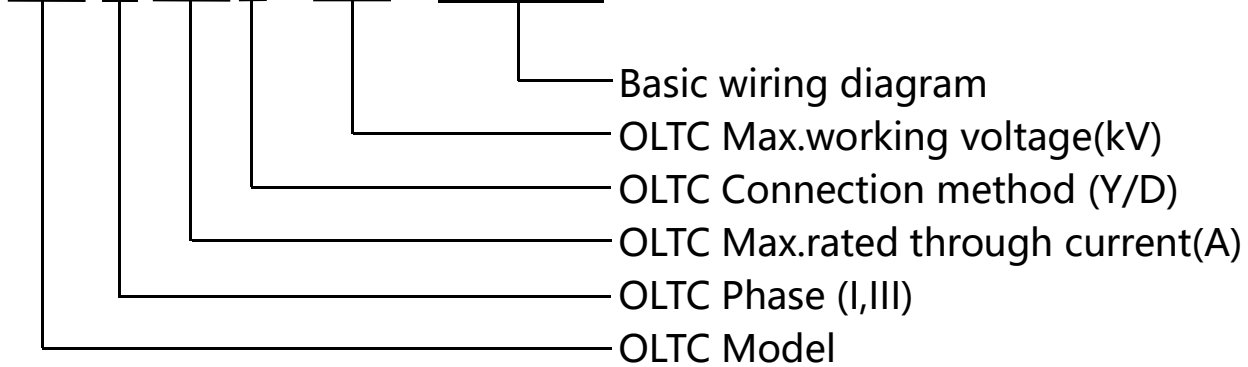 Basic wiring diagram
OLTC Max.working voltage(kV)
OLTC Connection method (Y/D)
OLTC Max.rated through current(A)
OLTC Phase (I,III)
OLTC Model